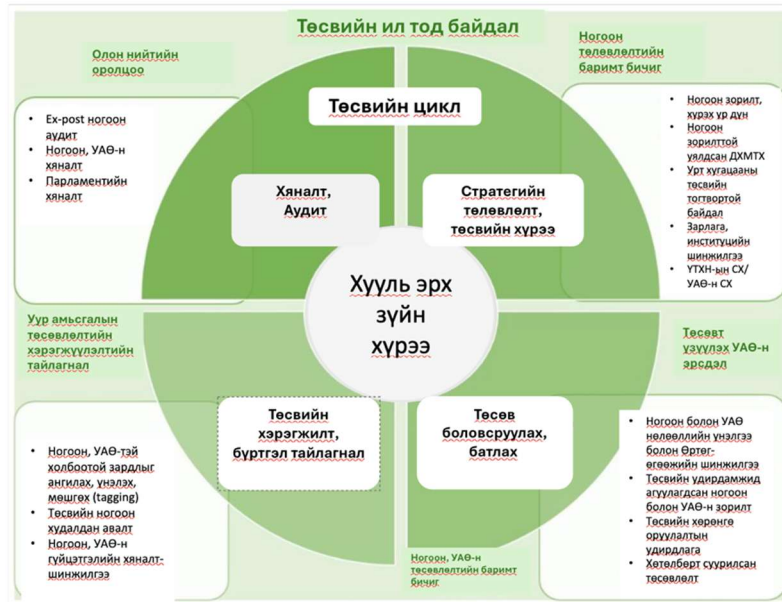 Төсвийн ил тод байдал
Олон нийтийн
оролцоо
Ногоон
төлөвлөлтийн
баримт бичиг
Төсвийн цикл
• Ex-post ногоон
аудит
• Ногоон, УАӨ-н
хяналт
• Парламентийн
хяналт
Хяналт,
Аудит
Стратегийн
төлөвлөлт,
төсвийн хүрээ
• Ногоон зорилт,
хүрэх үр дүн
• Ногоон
зорилттой
уялдсан ДХМТХ
• Урт хугацааны
төсвийн
тогтвортой
байдал
• Зарлага,
институцийн
шинжилгээ
• ҮТХН-ын СХ/
УАӨ-н СХ
Хууль эрх
зүйн
хүрээ
Уур амьсгалын
төсөвлөлтийн
хэрэгжүүлэлтийн
тайлагнал
Төсөвт
үзүүлэх УАӨ-н
эрсдэл
Төсвийн
хэрэгжилт,
бүртгэл тайлагнал
Төсөв
боловсруулах,
батлах
• Ногоон, УАӨ-тэй
холбоотой зардлыг
ангилах, үнэлэх,
мөшгөх (tagging)
• Төсвийн ногоон
худалдан авалт
• Ногоон, УАӨ-н
гүйцэтгэлийн хяналт-
шинжилгээ
• Ногоон болон УАӨ
нөлөөллийн үнэлгээ
болон Өртөг-
өгөөжийн шинжилгээ
• Төсвийн удирдамжид
агуулагдсан ногоон
болон УАӨ-н зорилт
• Төсвийн хөрөнгө
оруулалтын
удирдлага
• Хөтөлбөрт суурилсан
төсөвлөлт
Ногоон, УАӨ-н
төсөвлөлтийн баримт
бичиг